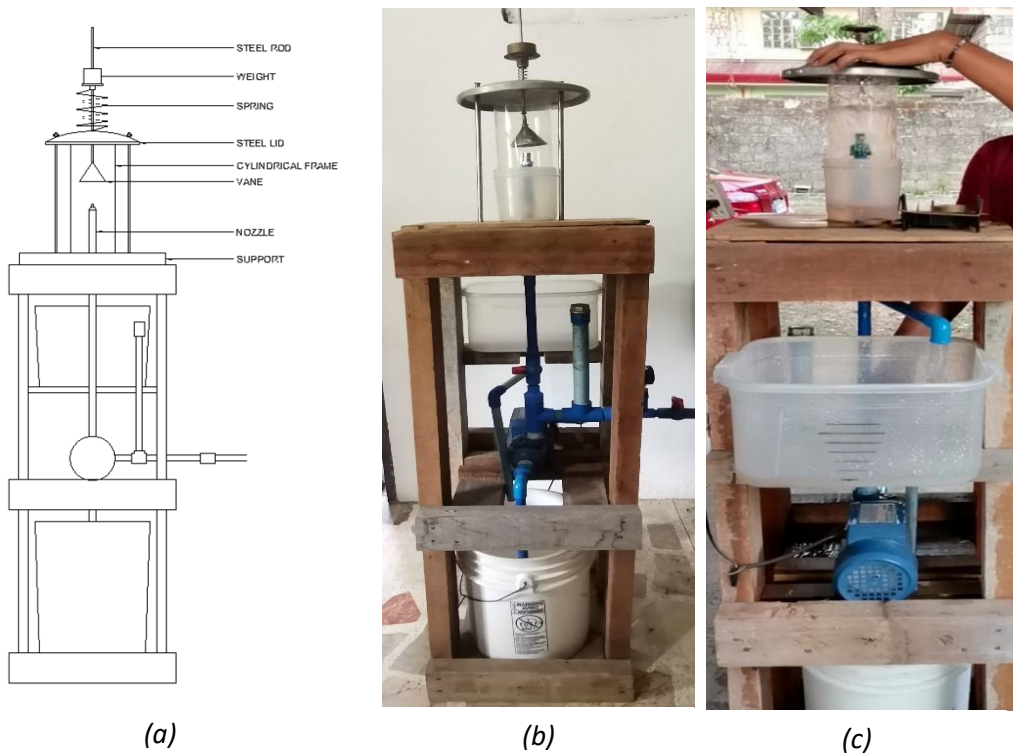 STEEL ROD
WEIGHT
SPRING
STEEL LID
CYLINDRICAL FRAME
VANE
NOZZLE
SUPPORT
(a)
(b)
(c)